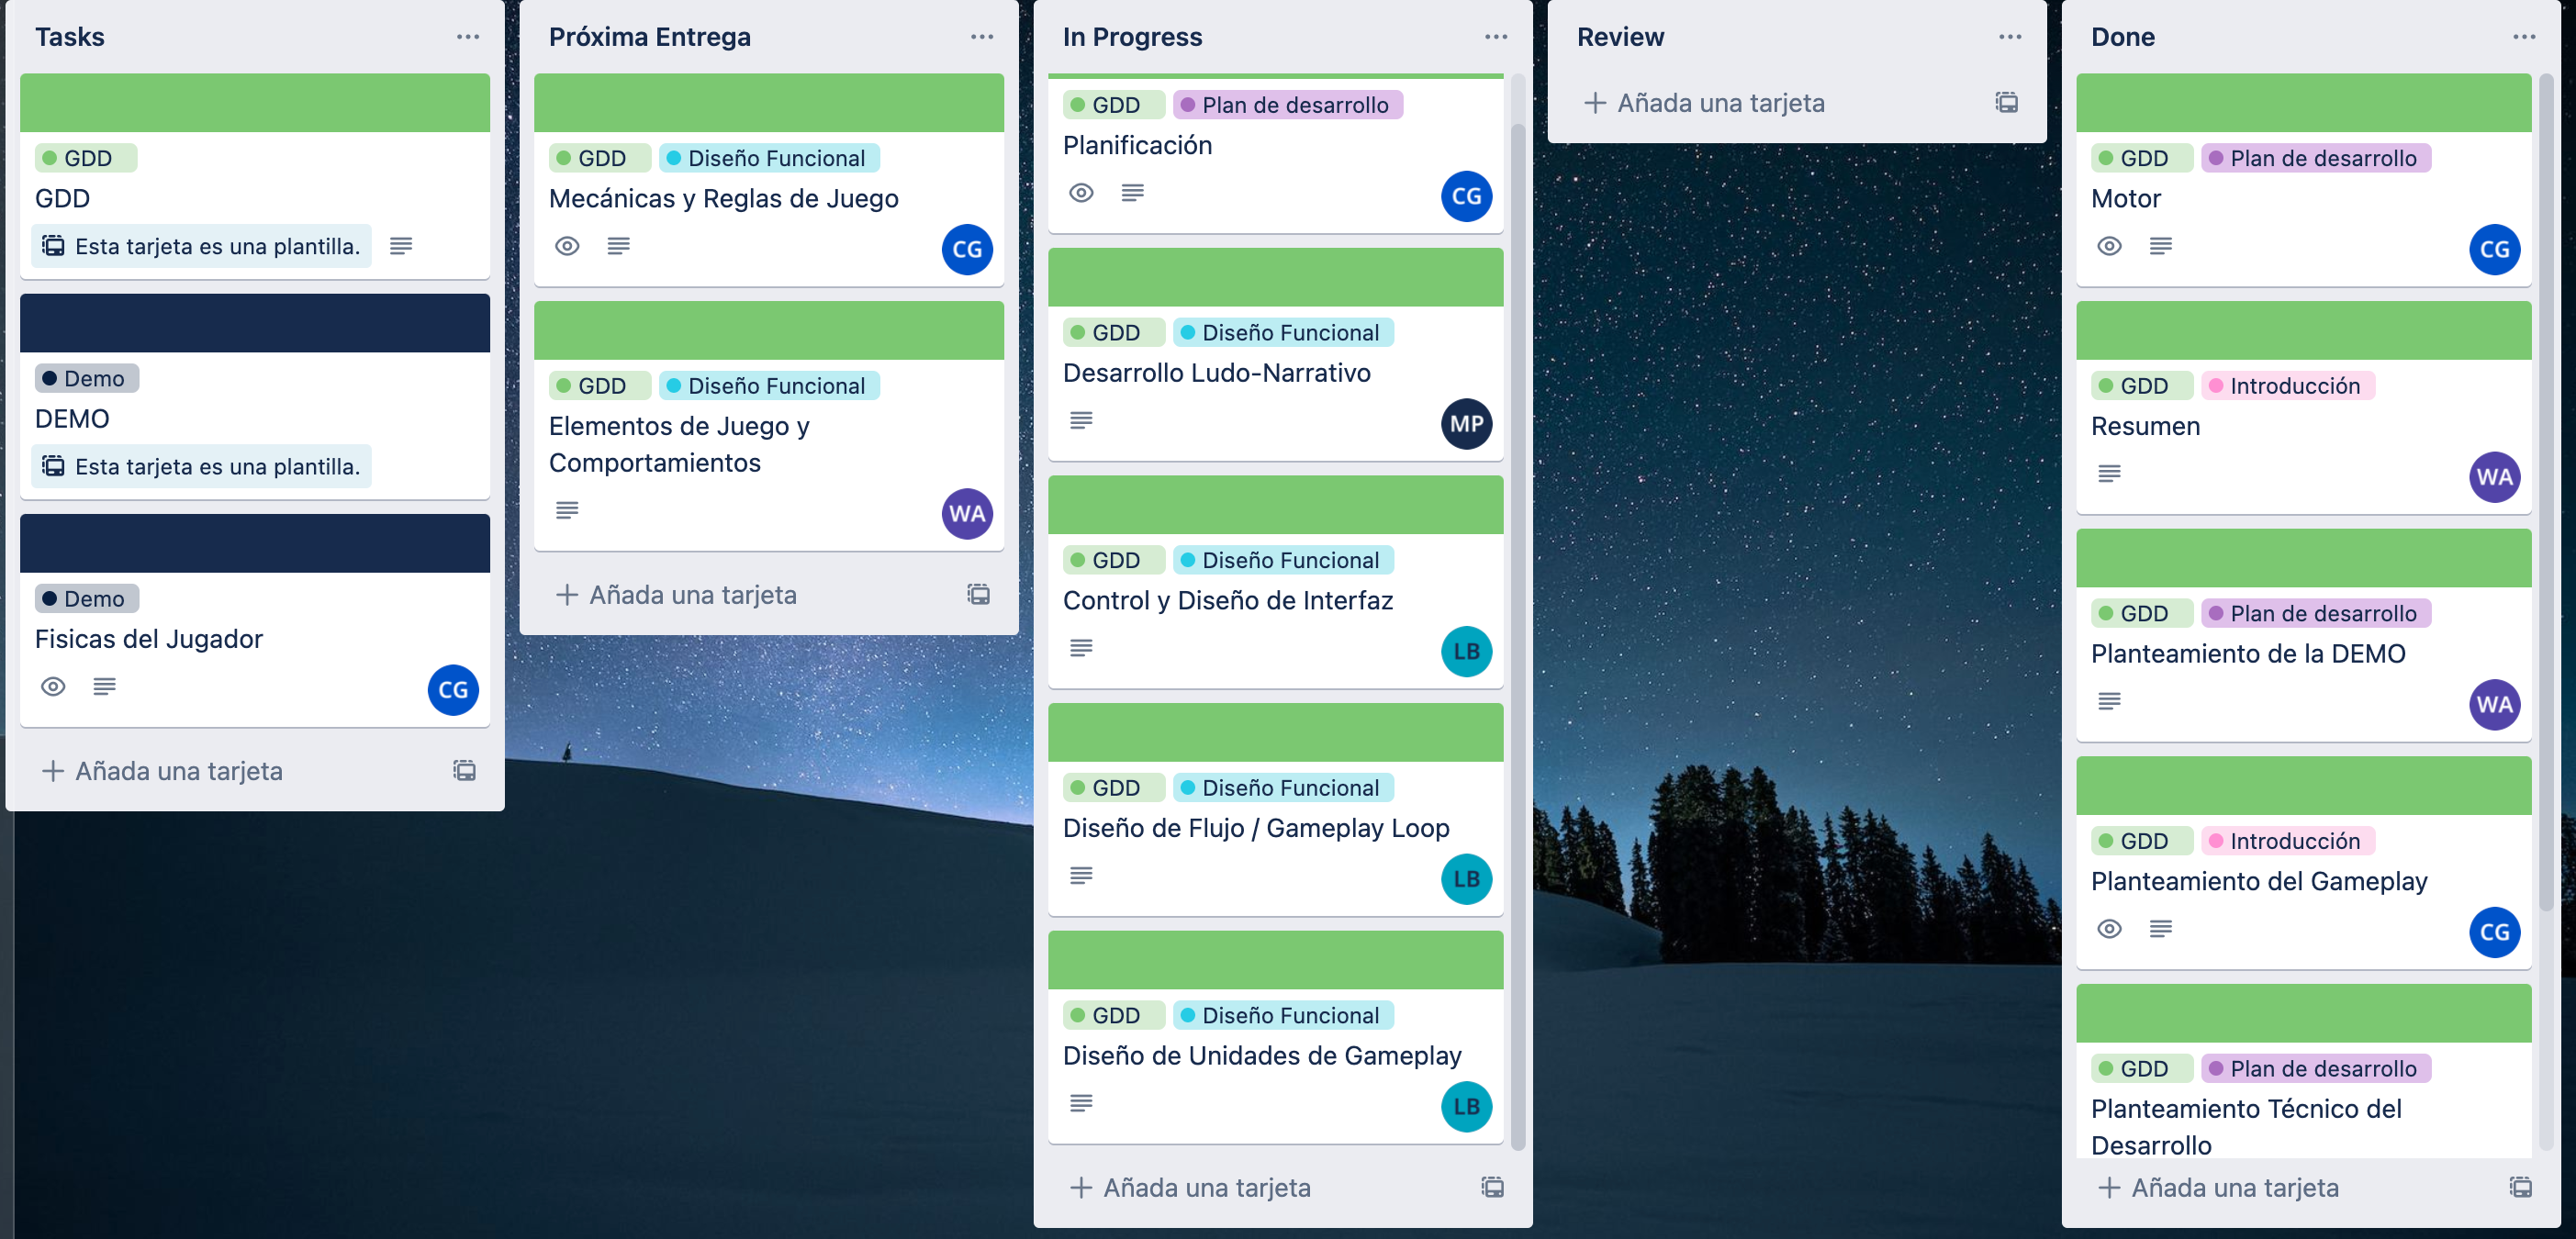 Tasks
GDD
GDD
Esta tarjeta es una plantilla.
Demo
DEMO
Esta tarjeta es una plantilla.
Demo
Fisicas del Jugador
CG
Añada una tarjeta
Próxima Entrega
GDD Diseño Funcional
Mecánicas y Reglas de Juego
CG
GDD Diseño Funcional
Elementos de Juego y
Comportamientos
WA
Añada una tarjeta
In Progress
GDD Plan de desarrollo
Planificación
CG
GDD Diseño Funcional
Desarrollo Ludo-Narrativo
MP
GDD Diseño Funcional
Control y Diseño de Interfaz
LB
GDD Diseño Funcional
Diseño de Flujo / Gameplay Loop
LB
GDD Diseño Funcional
Diseño de Unidades de Gameplay
LB
Añada una tarjeta
Review
Añada una tarjeta
Done
GDD Plan de desarrollo
Motor
CG
GDD Introducción
Resumen
WA
GDD Plan de desarrollo
Planteamiento de la DEMO
WA
GDD Introducción
Planteamiento del Gameplay
CG
GDD Plan de desarrollo
Planteamiento Técnico del
Desarrollo
Añada una tarjeta